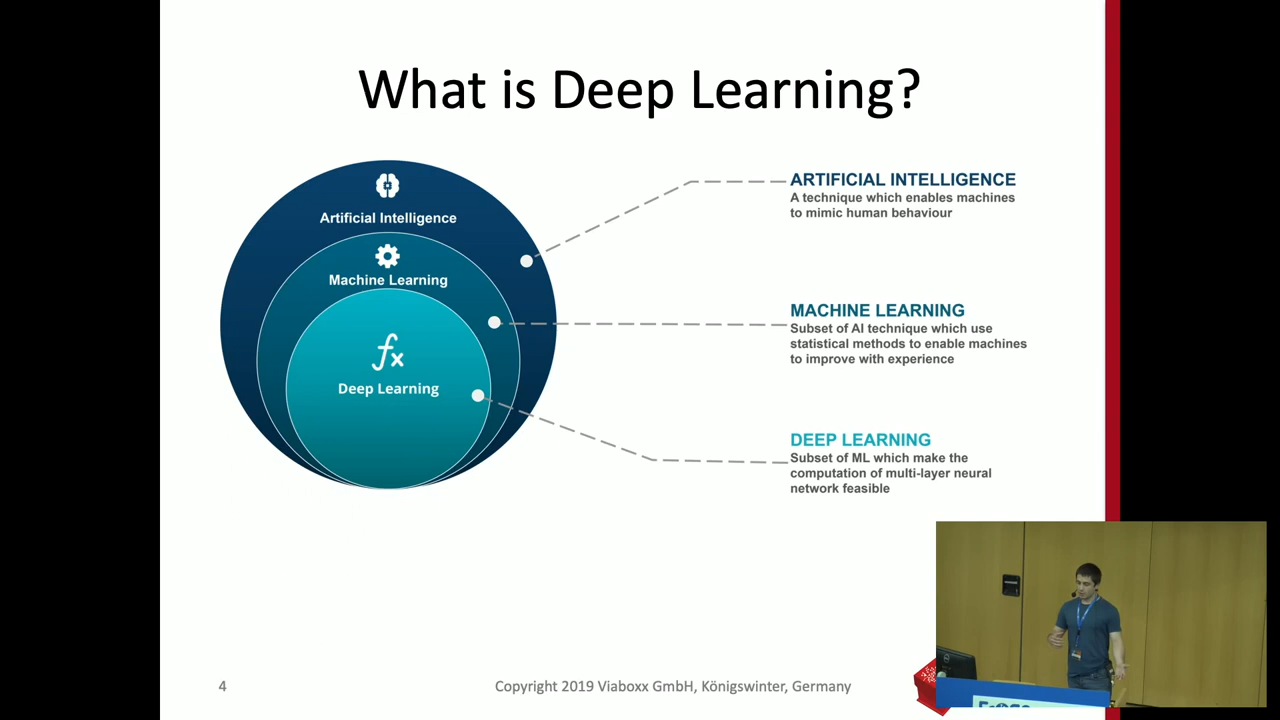 What is Deep Learning?
Artificial Intelligence
Machine Learning
fx
Deep Learning
ARTIFICIAL INTELLIGENCE
A technique which enables machines
to mimic human behaviour
MACHINE LEARNING
Subset of AI technique which use
statistical methods to enable machines
to improve with experience
DEEP LEARNING
Subset of ML which make the
computation of multi-layer neural
network feasible
4
Copyright 2019 Viaboxx GmbH, Königswinter, Germany